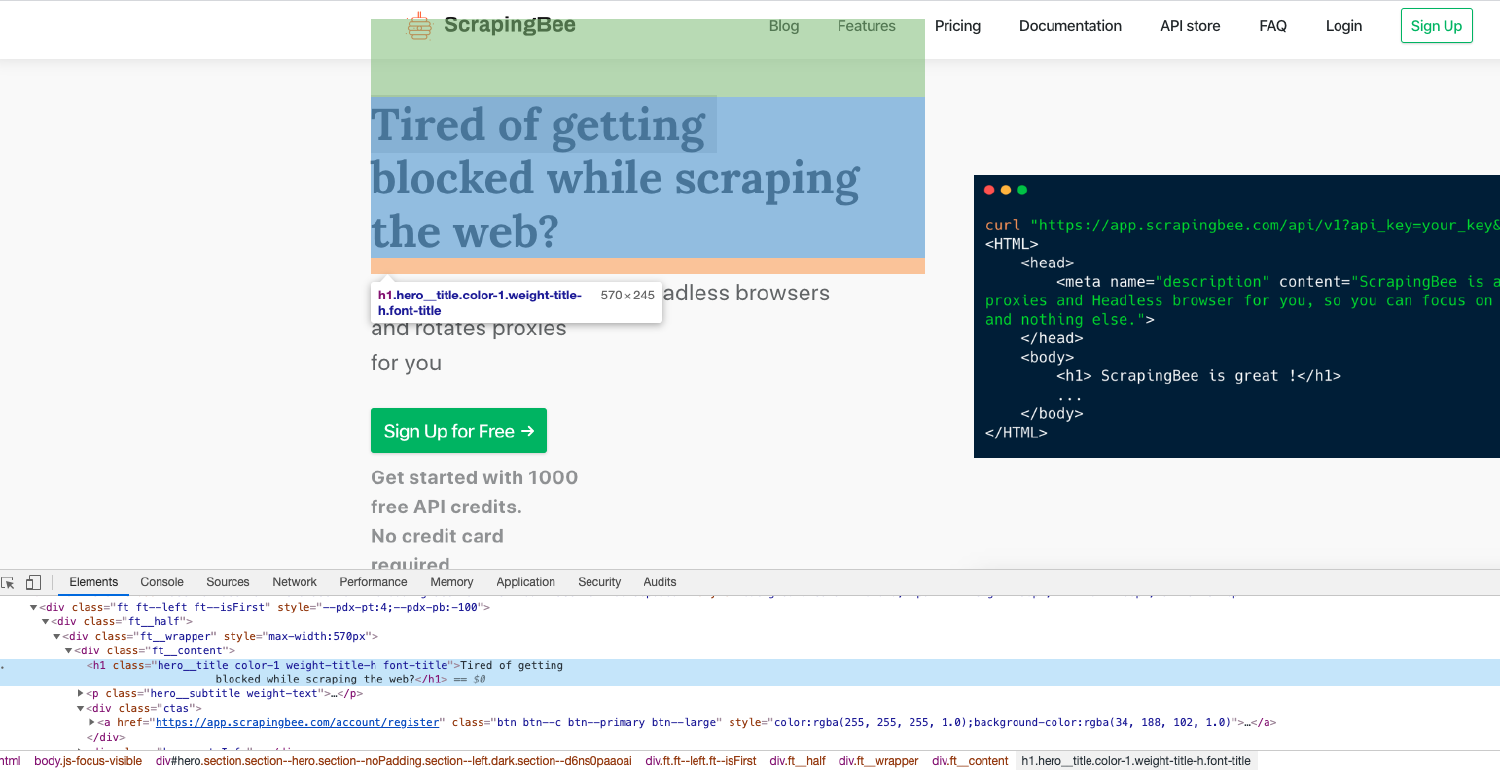 ScrapingBee
Blog Features Pricing Documentation API store FAQ Login Sign Up
Tired of getting
blocked while scraping
the web?
h1.hero__title.color-1.weight-title- 570×245
h.font-title
adless browsers
and rotates proxies
for you
Sign Up for Free →
Get started with 1000
free API credits.
No credit card
required
curl "https://app.scrapingbee.com/api/v1?api_key=your_key&
<HTML>
<head>
<meta name="description" content="ScrapingBee is a
proxies and Headless browser for you, so you can focus on
and nothing else.">
</head>
<body>
<h1> ScrapingBee is great !</h1>
...
</body>
</HTML>
Elements Console Sources Network Performance Memory Application Security Audits
<div class="ft ft--left ft--isFirst" style="--pdx-pt:4;--pdx-pb:-100">
<div class="ft__half">
<div class="ft__wrapper" style="max-width:570px">
<div class="ft__content">
<h1 class="hero__title color-1 weight-title-h font-title">Tired of getting
blocked while scraping the web?</h1> == $0
<p class="hero__subtitle weight-text">…</p>
<div class="ctas">
<a href="https://app.scrapingbee.com/account/register" class="btn btn--c btn--primary btn--large" style="color:rgba(255, 255, 255, 1.0);background-color:rgba(34, 188, 102, 1.0)">…</a>
</div>
html body.js-focus-visible div#hero.section.section--hero.section--noPadding.section--left.dark.section--d6ns0paaoai div.ft.ft--left.ft--isFirst div.ft__half div.ft__wrapper div.ft__content h1.hero__title.color-1.weight-title-h.font-title